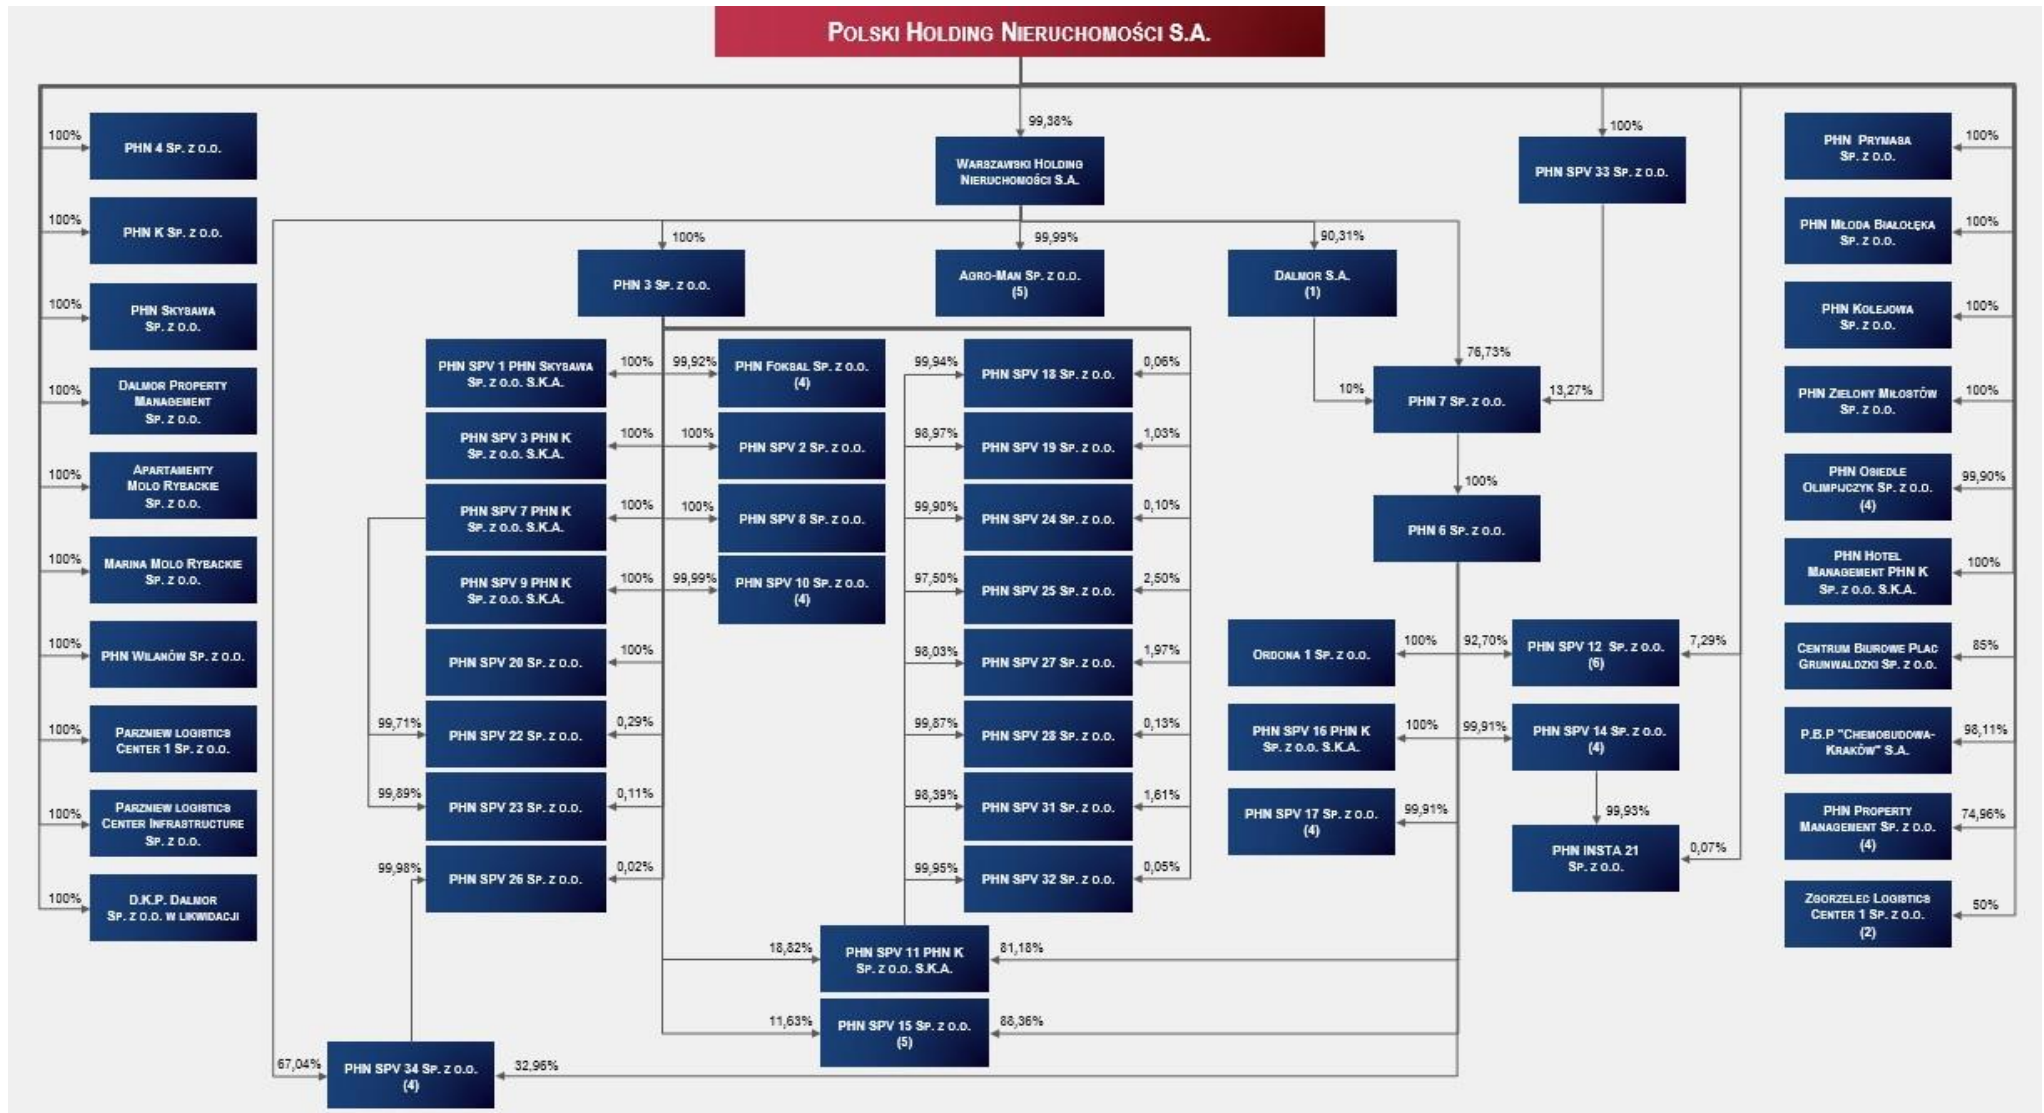 POLSKI HOLDING NIERUCHOMOŚCI S.A.
100%
PHN 4 SP. Z O.O.
100%
PHN K SP. Z O.O.
100%
PHN SKYBAWA
SP. Z O.O.
100%
DALMOR PROPERTY
MANAGEMENT
SP. Z O.O.
100%
APARTAMENTY
MOLO RYBACKIE
SP. Z O.O.
100%
MARINA MOLO RYBACKIE
SP. Z O.O.
100%
PHN WILANÓW SP. Z O.O.
100%
PARZNIEW LOGISTICS
CENTER 1 SP. Z O.O.
100%
PARZNIEW LOGISTICS
CENTER INFRASTRUCTURE
SP. Z O.O.
100%
D.K.P. DALMOR
SP. Z O.O. W LIKWIDACJI
99,38%
WARSZAWSKI HOLDING
NIERUCHOMOŚCI S.A.
100%
PHN SPV 33 SP. Z O.O.
100%
PHN 3 SP. Z O.O.
99,99%
AGRO-MAN SP. Z O.O.
(5)
90,31%
DALMOR S.A.
(1)
76,73%
10%
PHN 7 SP. Z O.O.
13,27%
100%
PHN 6 SP. Z O.O.
PHN SPV 1 PHN SKYBAWA
SP. Z O.O. S.K.A.
100%
99,92%
PHN FOKSAL SP. Z O.O.
(4)
PHN SPV 3 PHN K
SP. Z O.O. S.K.A.
100%
100%
PHN SPV 2 SP. Z O.O.
PHN SPV 7 PHN K
SP. Z O.O. S.K.A.
100%
100%
PHN SPV 8 SP. Z O.O.
PHN SPV 9 PHN K
SP. Z O.O. S.K.A.
100%
99,99%
PHN SPV 10 SP. Z O.O.
(4)
PHN SPV 20 SP. Z O.O.
100%
99,71%
PHN SPV 22 SP. Z O.O.
0,29%
99,89%
PHN SPV 23 SP. Z O.O.
0,11%
99,98%
PHN SPV 26 SP. Z O.O.
0,02%
99,94%
PHN SPV 18 SP. Z O.O.
0,06%
98,97%
PHN SPV 19 SP. Z O.O.
1,03%
99,90%
PHN SPV 24 SP. Z O.O.
0,10%
97,50%
PHN SPV 25 SP. Z O.O.
2,50%
98,03%
PHN SPV 27 SP. Z O.O.
1,97%
99,87%
PHN SPV 28 SP. Z O.O.
0,13%
98,39%
PHN SPV 31 SP. Z O.O.
1,61%
99,95%
PHN SPV 32 SP. Z O.O.
0,05%
18,82%
PHN SPV 11 PHN K
SP. Z O.O. S.K.A.
81,18%
11,63%
PHN SPV 15 SP. Z O.O.
(5)
88,36%
67,04%
PHN SPV 34 SP. Z O.O.
(4)
32,96%
ORDONA 1 SP. Z O.O.
100%
92,70%
PHN SPV 12 SP. Z O.O.
(6)
7,29%
PHN SPV 16 PHN K
SP. Z O.O. S.K.A.
100%
99,91%
PHN SPV 14 SP. Z O.O.
(4)
PHN SPV 17 SP. Z O.O.
(4)
99,91%
99,93%
PHN INSTA 21
SP. Z O.O.
0,07%
PHN PRYMASA
SP. Z O.O.
100%
PHN MŁODA BIAŁOŁĘKA
SP. Z O.O.
100%
PHN KOLEJOWA
SP. Z O.O.
100%
PHN ZIELONY MIŁOSTÓW
SP. Z O.O.
100%
PHN OSIEDLE
OLIMPIJCZYK SP. Z O.O.
(4)
99,90%
PHN HOTEL
MANAGEMENT PHN K
SP. Z O.O. S.K.A.
100%
CENTRUM BIUROWE PLAC
GRUNWALDZKI SP. Z O.O.
85%
P.B.P "CHEMOBUDOWA-
KRAKÓW" S.A.
98,11%
PHN PROPERTY
MANAGEMENT SP. Z O.O.
(4)
74,96%
ZGORZELEC LOGISTICS
CENTER 1 SP. Z O.O.
(2)
50%